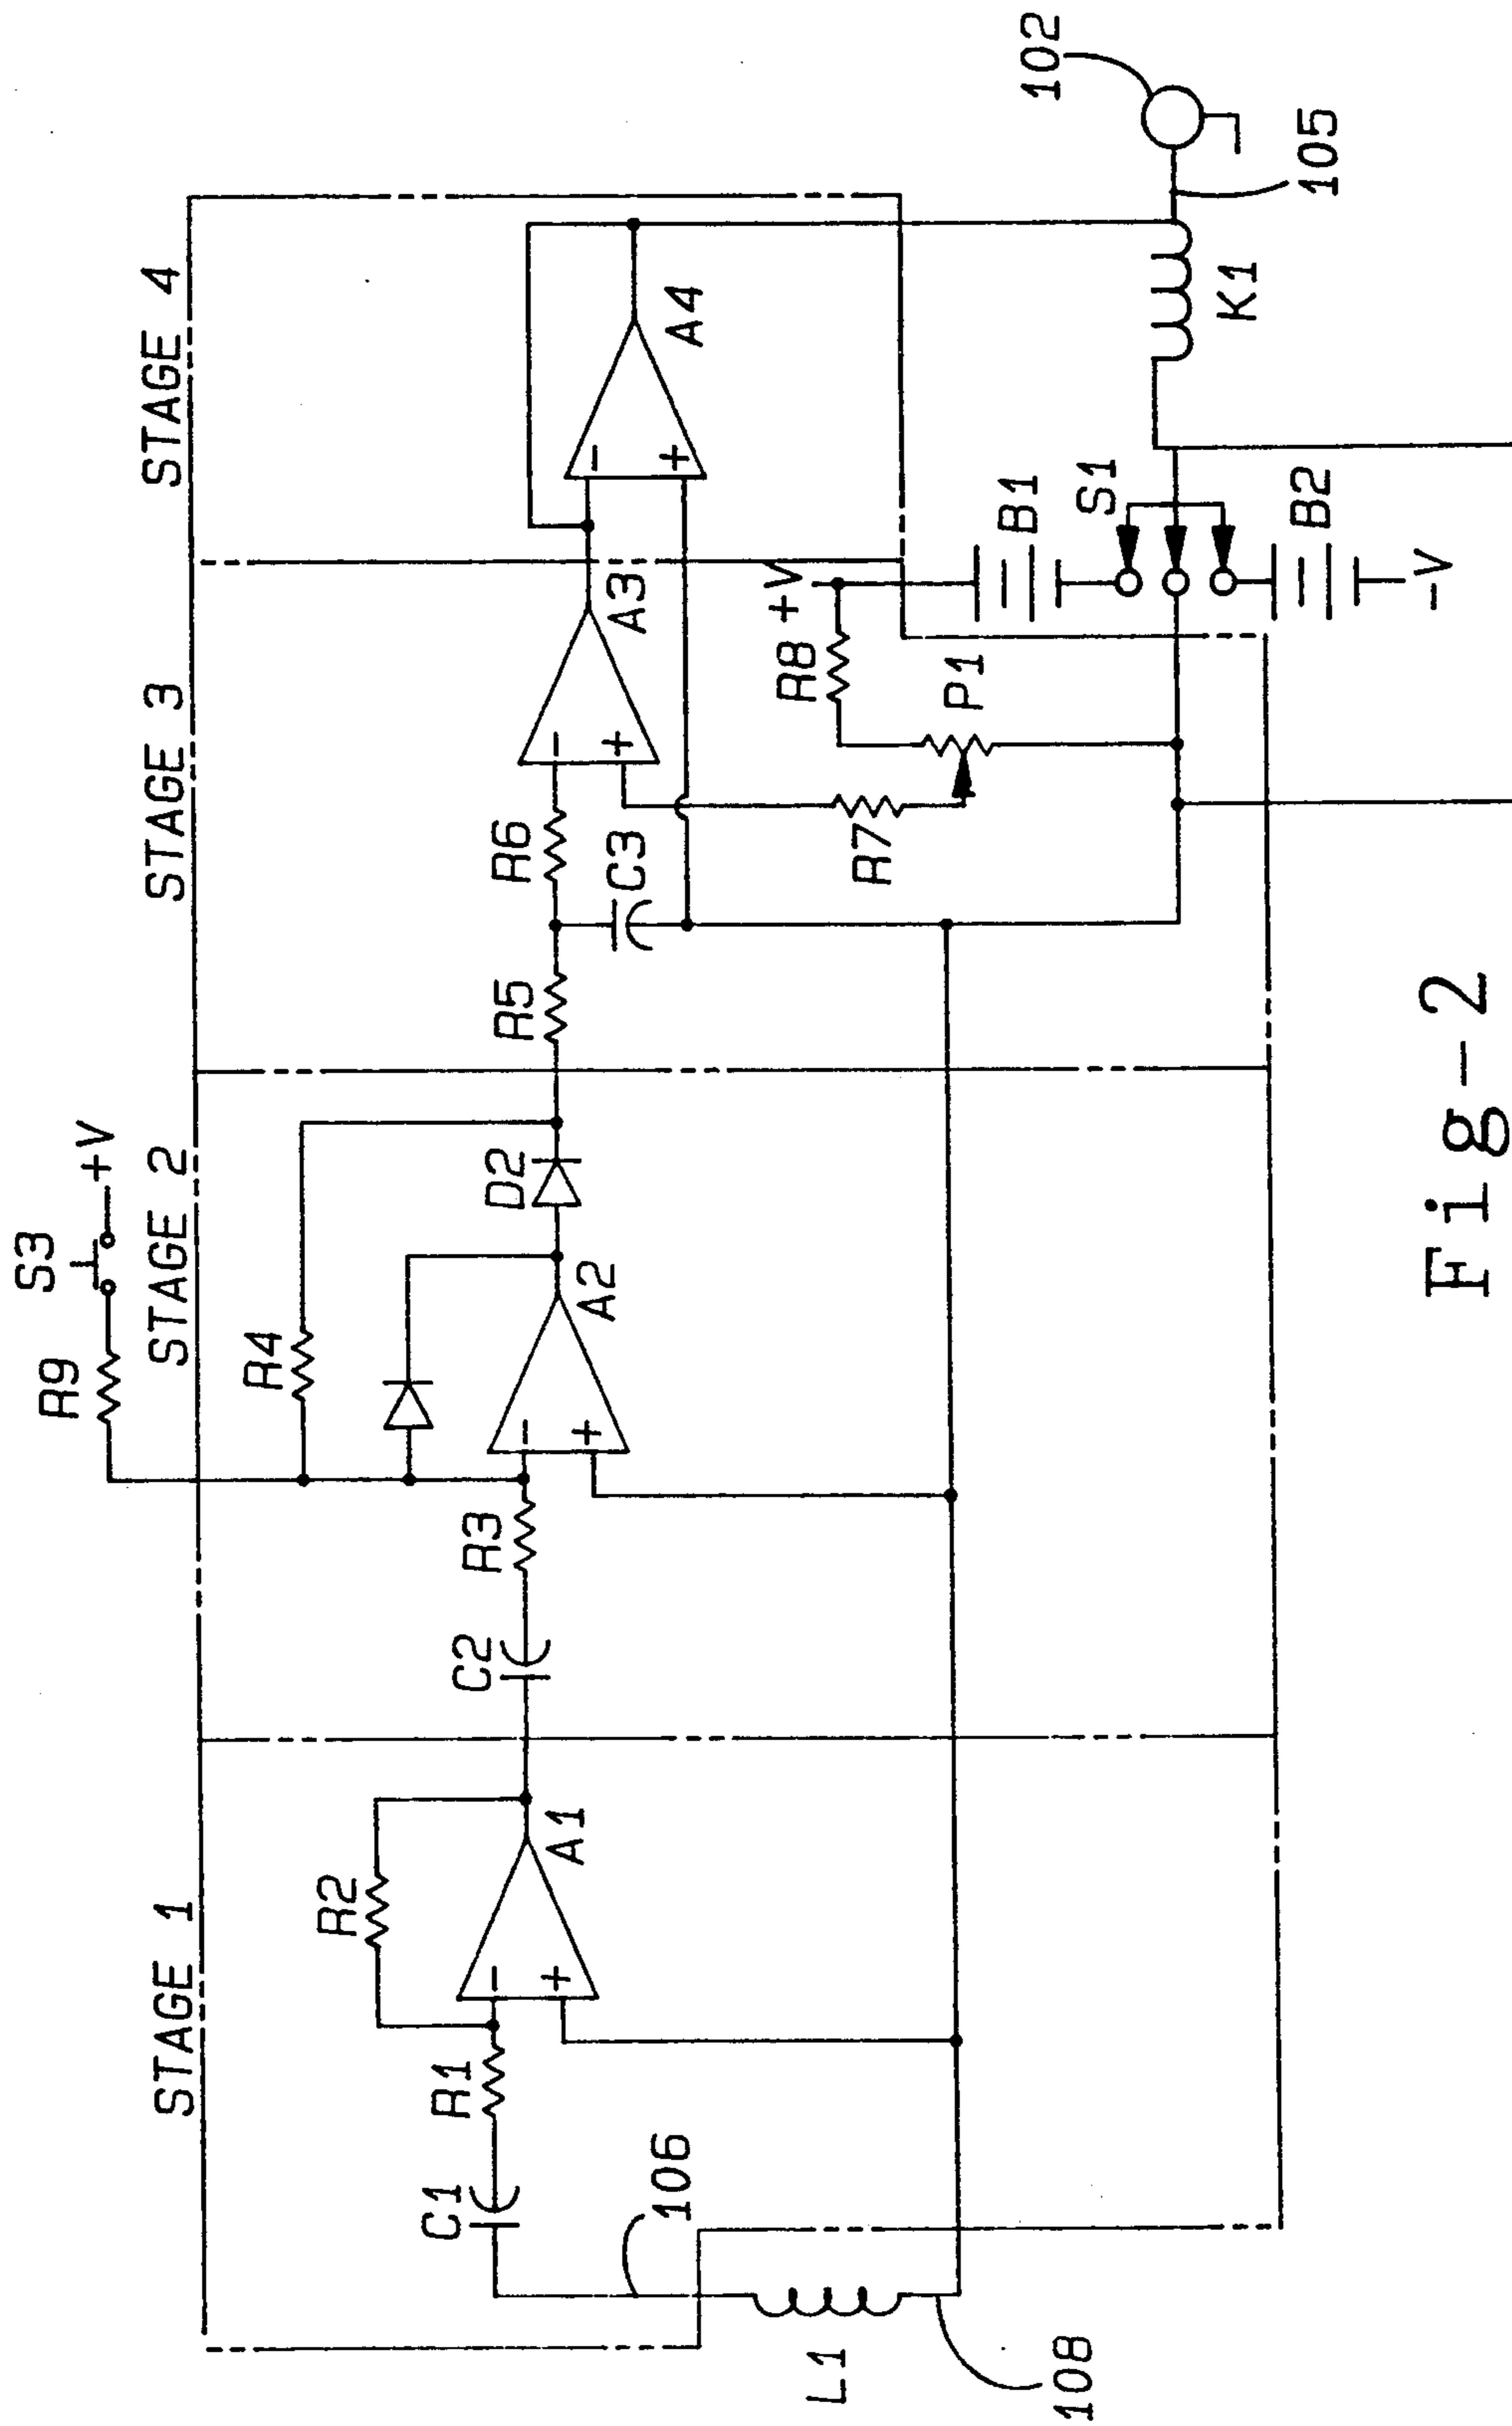 S3
+V
R9
STAGE 1
STAGE 2
STAGE 3
STAGE 4
R2
R4
C1
R1
-
+
A1
C2
R3
-
+
A2
D2
R5
R6
C3
-
+
A3
-
+
A4
106
L1
108
R7
R8
+V
P1
B1
S1
B2
-V
K1
102
105
Fig-2